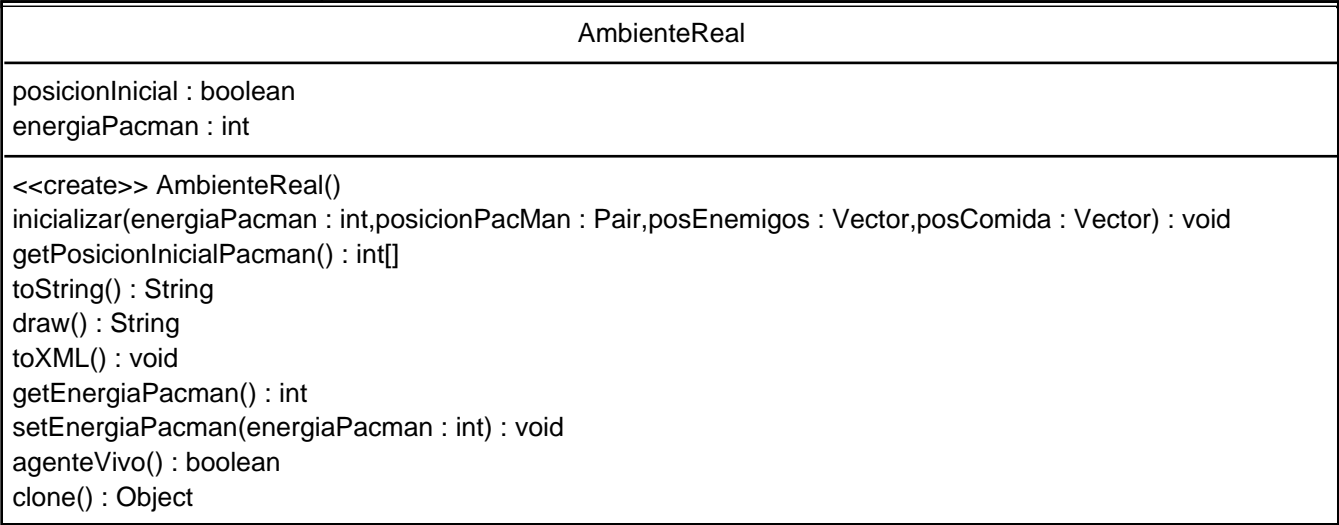 AmbienteReal
posicionInicial : boolean
energiaPacman : int
<<create>> AmbienteReal()
inicializar(energiaPacman : int,posicionPacMan : Pair,posEnemigos : Vector,posComida : Vector) : void
getPosicionInicialPacman() : int[]
toString() : String
draw() : String
toXML() : void
getEnergiaPacman() : int
setEnergiaPacman(energiaPacman : int) : void
agenteVivo() : boolean
clone() : Object